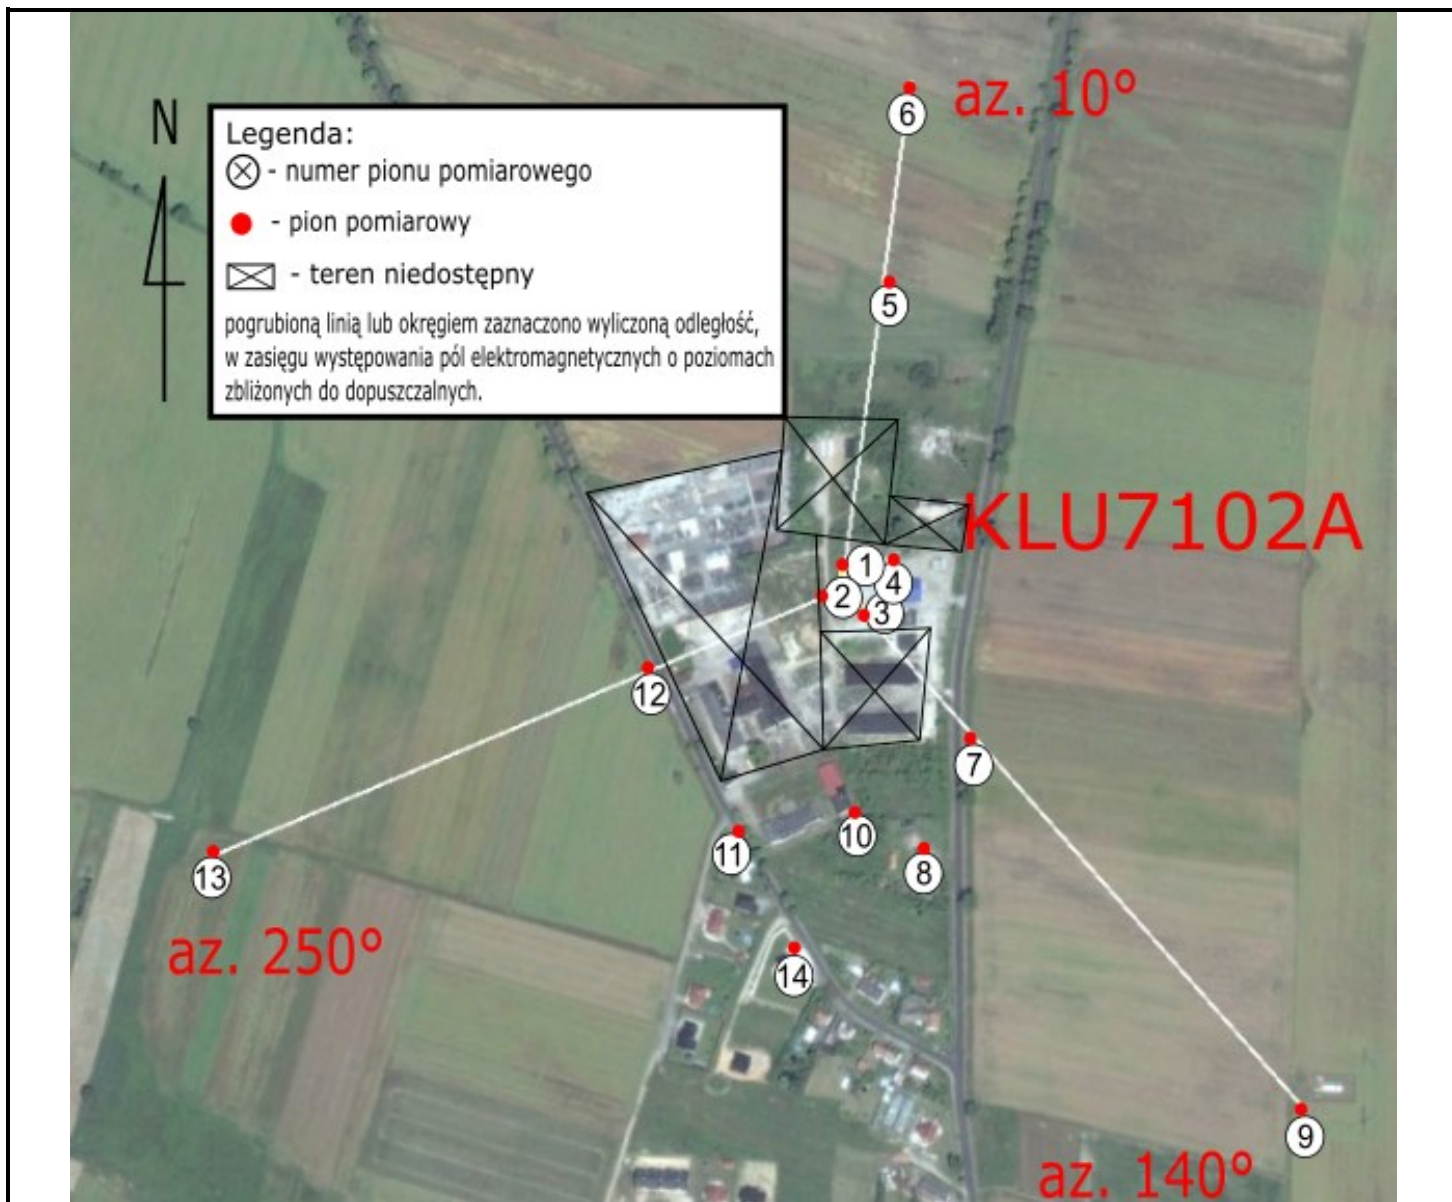 az. 10°
6
N
Legenda:
- numer pionu pomiarowego
- pion pomiarowy
- teren niedostępny
pogrubioną linią lub okręgiem zaznaczono wyliczoną odległość,
w zasięgu występowania pól elektromagnetycznych o poziomach
zbliżonych do dopuszczalnych.
5
KLU7102A
1
4
2
3
12
7
10
11
8
13
az. 250°
14
9
az. 140°